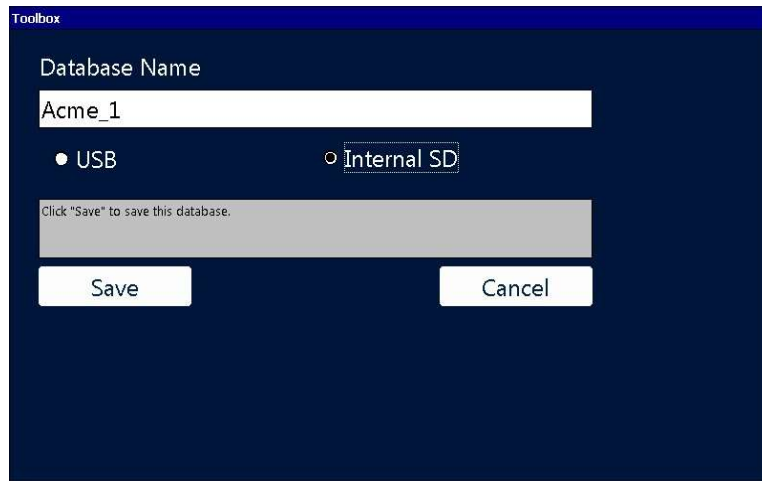 Toolbox
Database Name
Acme_1
USB
Internal SD
Click "Save" to save this database.
Save
Cancel